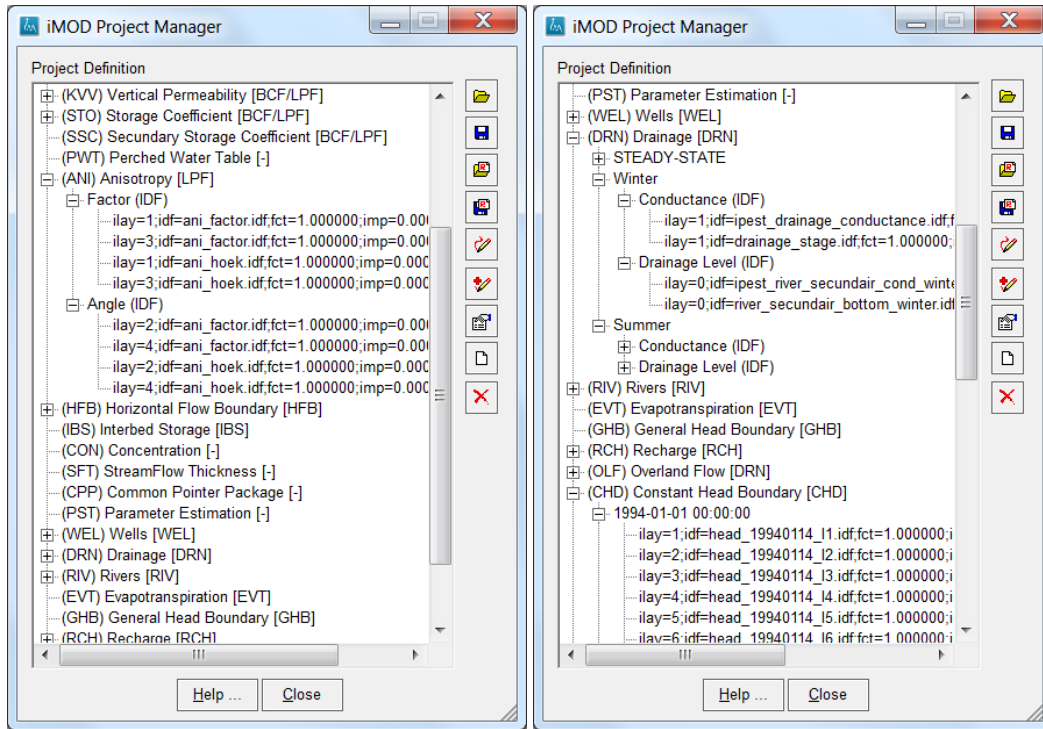 iMOD Project Manager
Project Definition
(KVV) Vertical Permeability [BCF/LPF]
(STO) Storage Coefficient [BCF/LPF]
(SSC) Secundary Storage Coefficient [BCF/LPF]
(PWT) Perched Water Table [-]
(ANI) Anisotropy [LPF]
Factor (IDF)
ilay=1;idf=ani_factor.idf;fct=1.000000;imp=0.00
ilay=3;idf=ani_factor.idf;fct=1.000000;imp=0.00
ilay=1;idf=ani_hoek.idf;fct=1.000000;imp=0.000
ilay=3;idf=ani_hoek.idf;fct=1.000000;imp=0.000
Angle (IDF)
ilay=2;idf=ani_factor.idf;fct=1.000000;imp=0.00
ilay=4;idf=ani_factor.idf;fct=1.000000;imp=0.00
ilay=2;idf=ani_hoek.idf;fct=1.000000;imp=0.000
ilay=4;idf=ani_hoek.idf;fct=1.000000;imp=0.000
(HFB) Horizontal Flow Boundary [HFB]
(IBS) Interbed Storage [IBS]
(CON) Concentration [-]
(SFT) StreamFlow Thickness [-]
(CPP) Common Pointer Package [-]
(PST) Parameter Estimation [-]
(WEL) Wells [WEL]
(DRN) Drainage [DRN]
(RIV) Rivers [RIV]
(EVT) Evapotranspiration [EVT]
(GHB) General Head Boundary [GHB]
(RCH) Recharge [RCH]
Help ...
Close
iMOD Project Manager
Project Definition
(PST) Parameter Estimation [-]
(WEL) Wells [WEL]
(DRN) Drainage [DRN]
STEADY-STATE
Winter
Conductance (IDF)
ilay=1;idf=ipest_drainage_conductance.idf;f
ilay=1;idf=drainage_stage.idf;fct=1.000000;i
Drainage Level (IDF)
ilay=0;idf=ipest_river_secundair_cond_winte
ilay=0;idf=river_secundair_bottom_winter.idf
Summer
Conductance (IDF)
Drainage Level (IDF)
(RIV) Rivers [RIV]
(EVT) Evapotranspiration [EVT]
(GHB) General Head Boundary [GHB]
(RCH) Recharge [RCH]
(OLF) Overland Flow [DRN]
(CHD) Constant Head Boundary [CHD]
1994-01-01 00:00:00
ilay=1;idf=head_19940114_l1.idf;fct=1.000000;i
ilay=2;idf=head_19940114_l2.idf;fct=1.000000;i
ilay=3;idf=head_19940114_l3.idf;fct=1.000000;i
ilay=4;idf=head_19940114_l4.idf;fct=1.000000;i
ilay=5;idf=head_19940114_l5.idf;fct=1.000000;i
ilay=6;idf=head_19940114_l6.idf;fct=1.000000;i
Help ...
Close